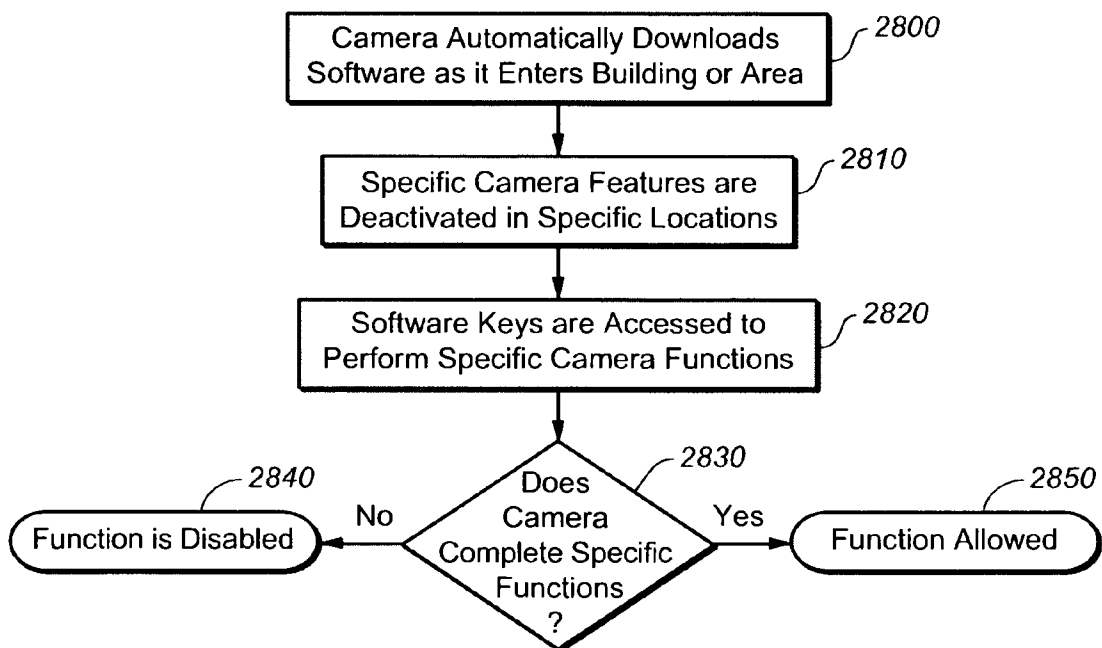 Camera Automatically Downloads
Software as it Enters Building or Area
2800
Specific Camera Features are
Deactivated in Specific Locations
2810
Software Keys are Accessed to
Perform Specific Camera Functions
2820
Does
Camera
Complete Specific
Functions
?
2830
No
Yes
2840
Function is Disabled
2850
Function Allowed